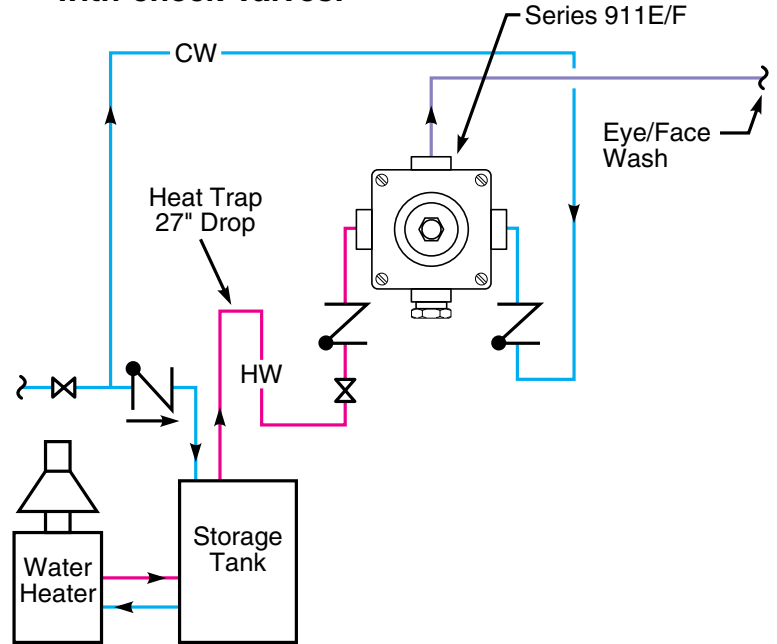 Series 911E/F
CW
Eye/Face
Wash
Heat Trap
27" Drop
HW
Storage
Tank
Water
Heater